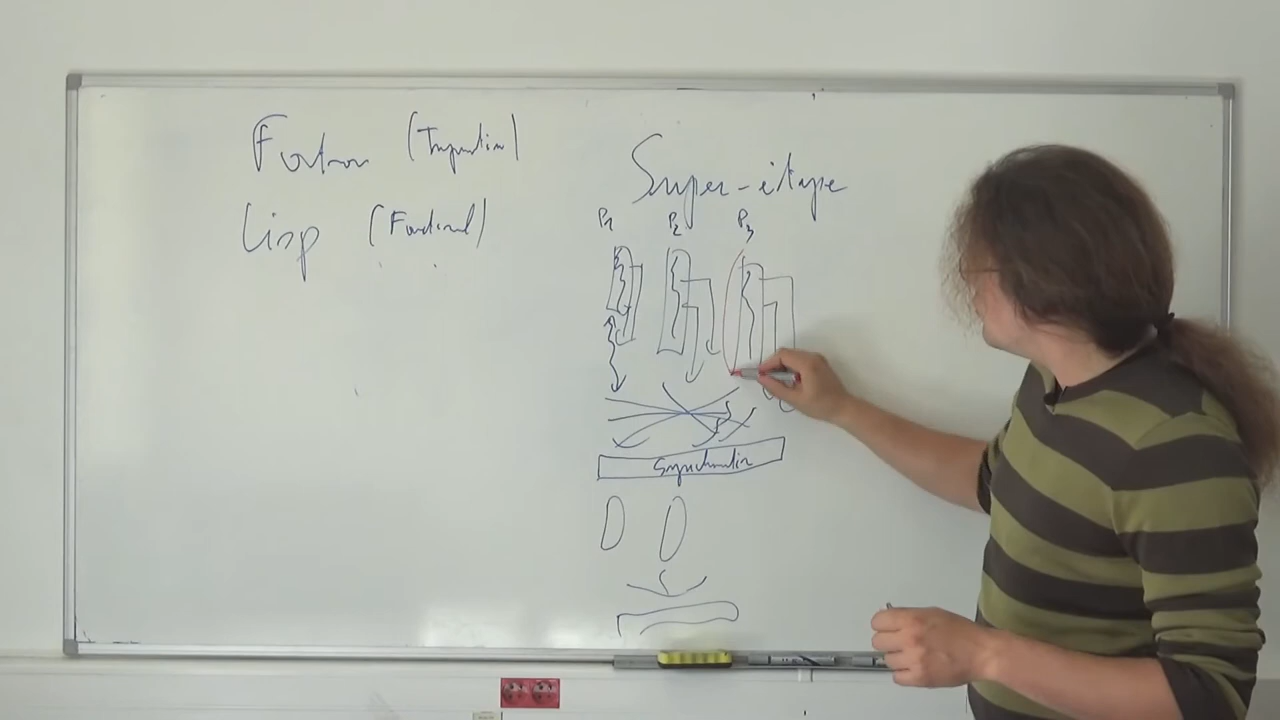 Fortran (Impératif)
Lisp (Fonctionnel)
Super-étape
P1 P2 P3
Synchronisation